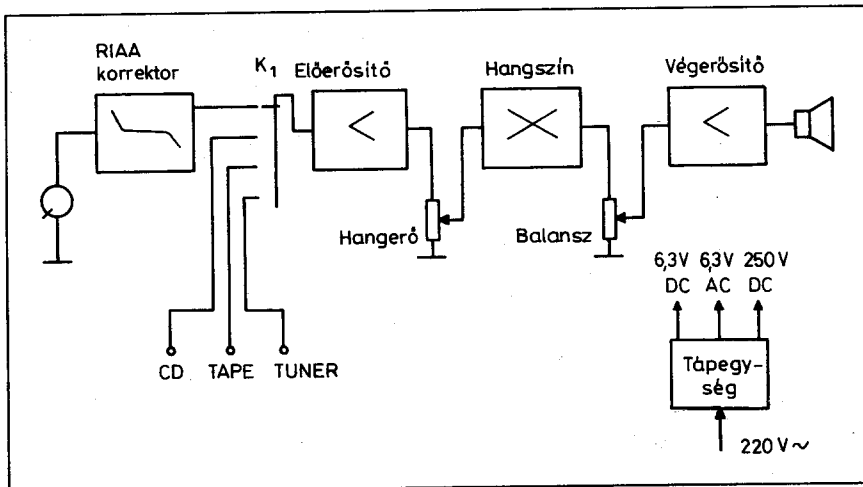 RIAA
korrektor
K1
Előerősítő
Hangszín
Végerősítő
Hangerő
Balansz
6,3V 6,3V 250V
DC AC DC
CD TAPE TUNER
Tápegy-
ség
220V~